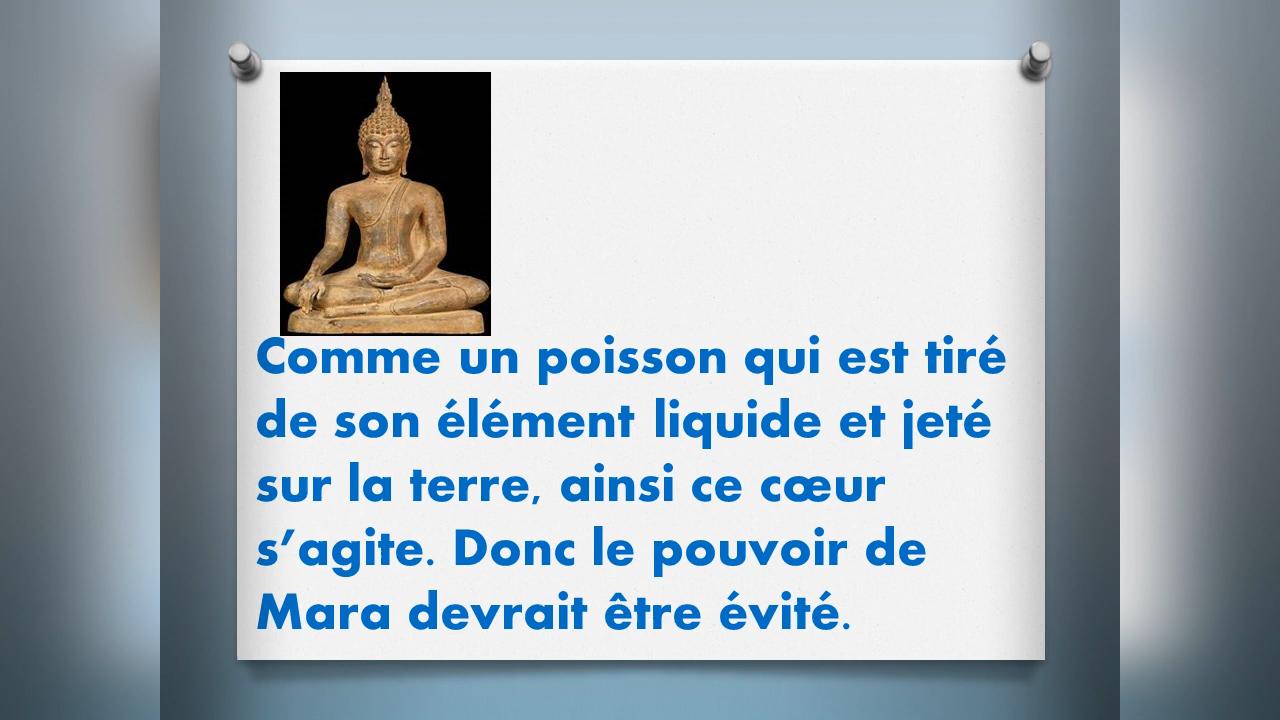 Comme un poisson qui est tiré
de son élément liquide et jeté
sur la terre, ainsi ce cœur
s’agite. Donc le pouvoir de
Mara devrait être évité.